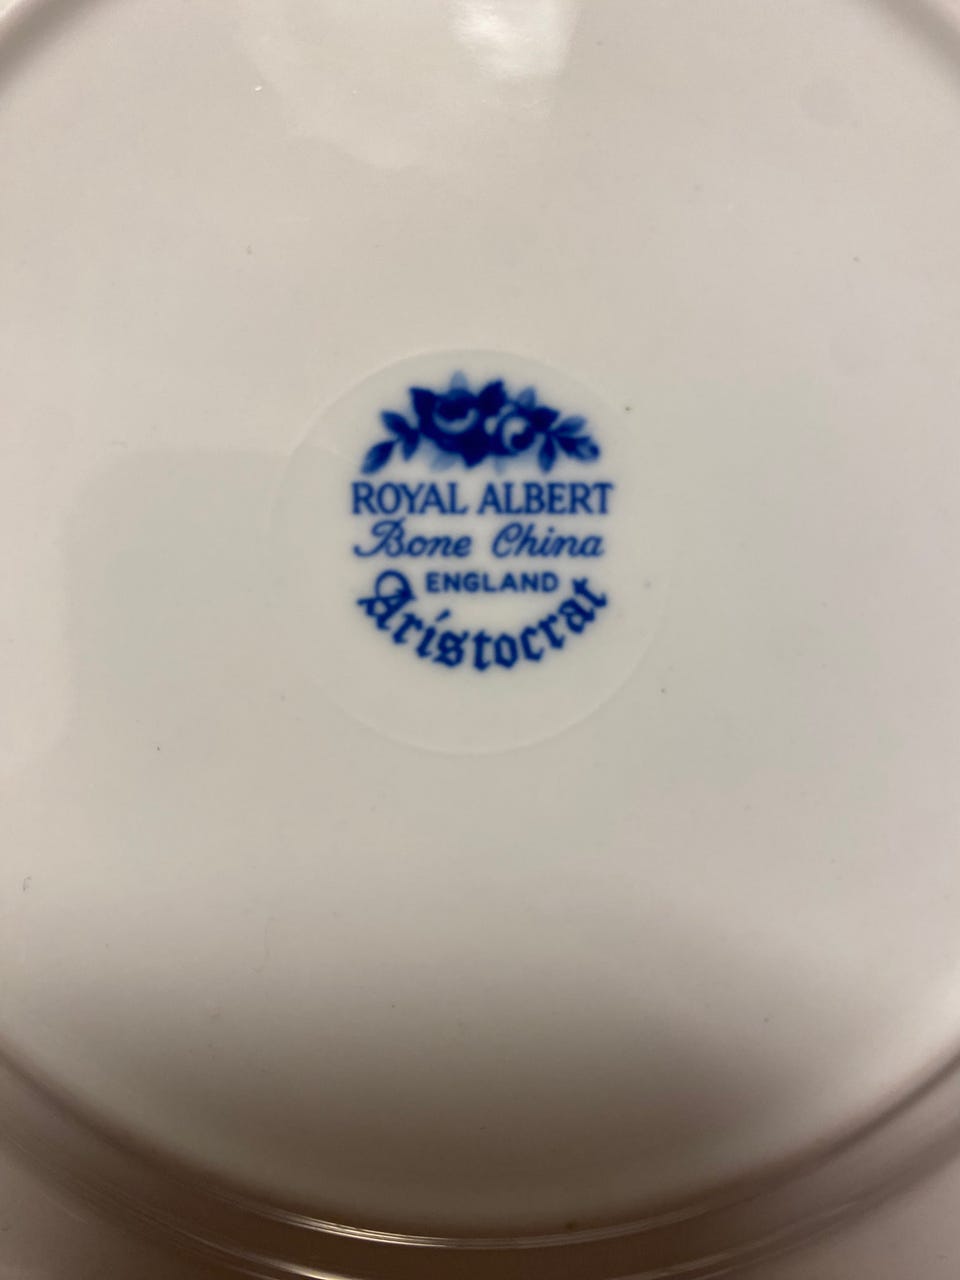 ROYAL ALBERT
Bone China
ENGLAND
Aristocrat